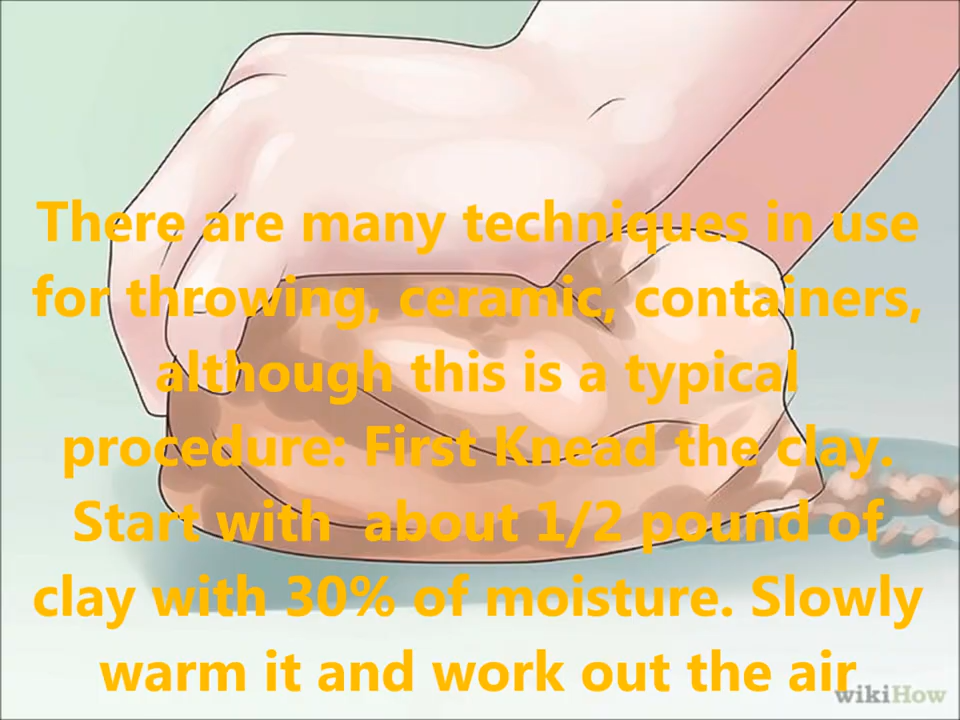 There are many techniques in use
for throwing, ceramic, containers,
although this is a typical
procedure: First Knead the clay.
Start with  about 1/2 pound of
clay with 30% of moisture. Slowly
warm it and work out the air
wikiHow